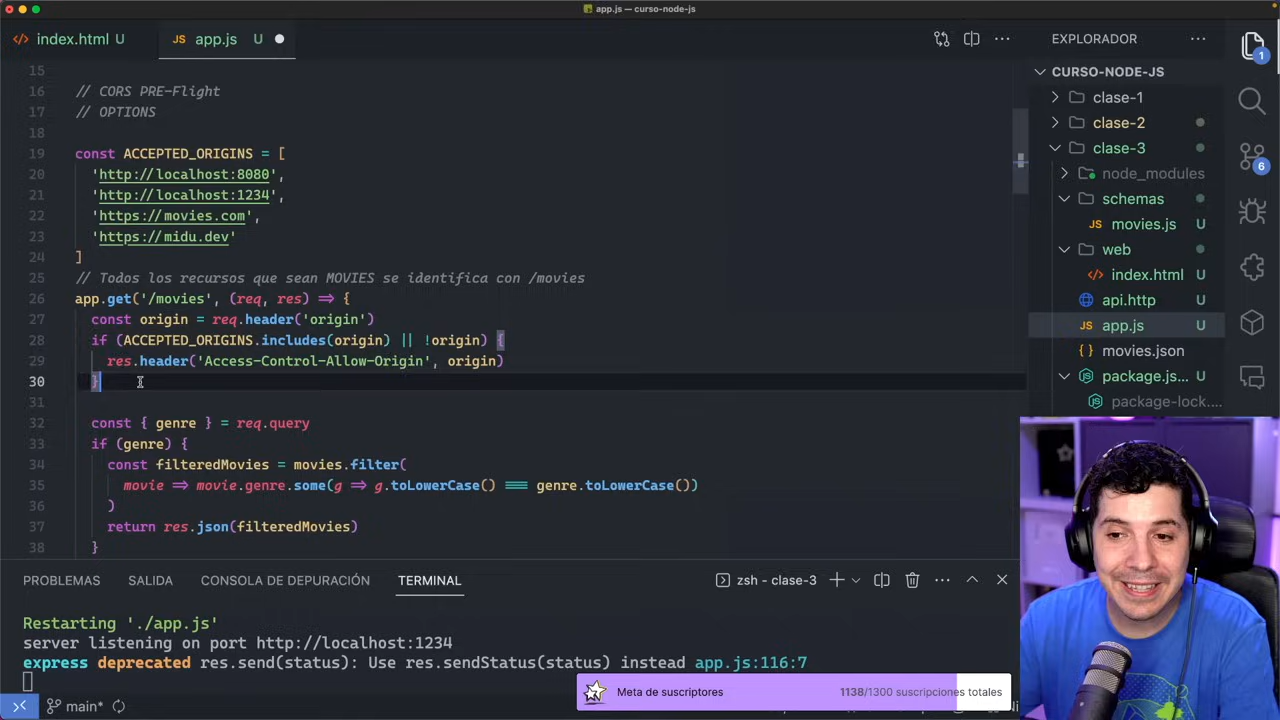 app.js — curso-node-js
index.html U
JS app.js U
EXPLORADOR
15
16 // CORS PRE-Flight
17 // OPTIONS
18
19 const ACCEPTED_ORIGINS = [
20 'http://localhost:8080',
21 'http://localhost:1234',
22 'https://movies.com',
23 'https://midu.dev'
24 ]
25 // Todos los recursos que sean MOVIES se identifica con /movies
26 app.get('/movies', (req, res) => {
27 const origin = req.header('origin')
28 if (ACCEPTED_ORIGINS.includes(origin) || !origin) {
29 res.header('Access-Control-Allow-Origin', origin)
30 }
31
32 const { genre } = req.query
33 if (genre) {
34 const filteredMovies = movies.filter(
35 movie => movie.genre.some(g => g.toLowerCase() === genre.toLowerCase())
36 )
37 return res.json(filteredMovies)
38 }
CURSO-NODE-JS
clase-1
clase-2
clase-3
node_modules
schemas
JS movies.js U
web
index.html U
api.http U
JS app.js U
{ } movies.json U
package.js... U
package-lock....
1
6
PROBLEMAS SALIDA CONSOLA DE DEPURACIÓN TERMINAL
zsh - clase-3
Restarting './app.js'
server listening on port http://localhost:1234
express deprecated res.send(status): Use res.sendStatus(status) instead app.js:116:7
Meta de suscriptores 1138/1300 suscripciones totales
main*